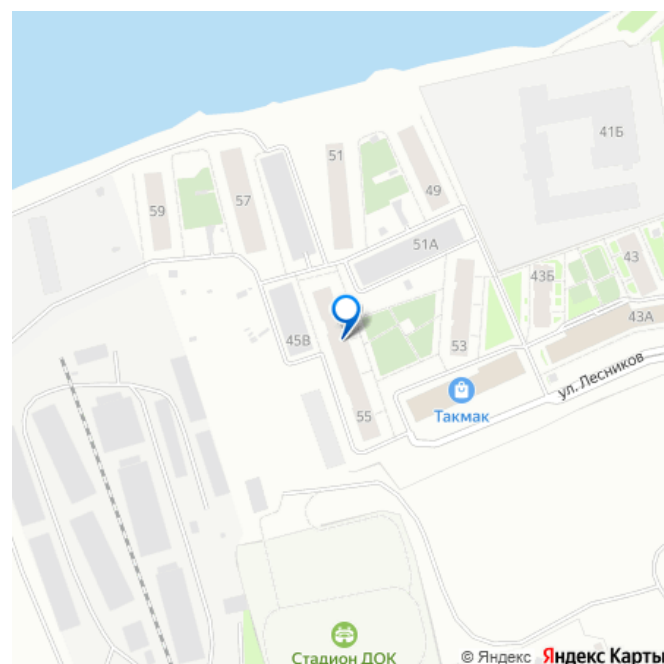 41Б
51
49
57
59
51А
43
43Б
43А
45В
53
ул. Лесников
Такмак
55
Стадион ДОК
© Яндекс Яндекс Карты